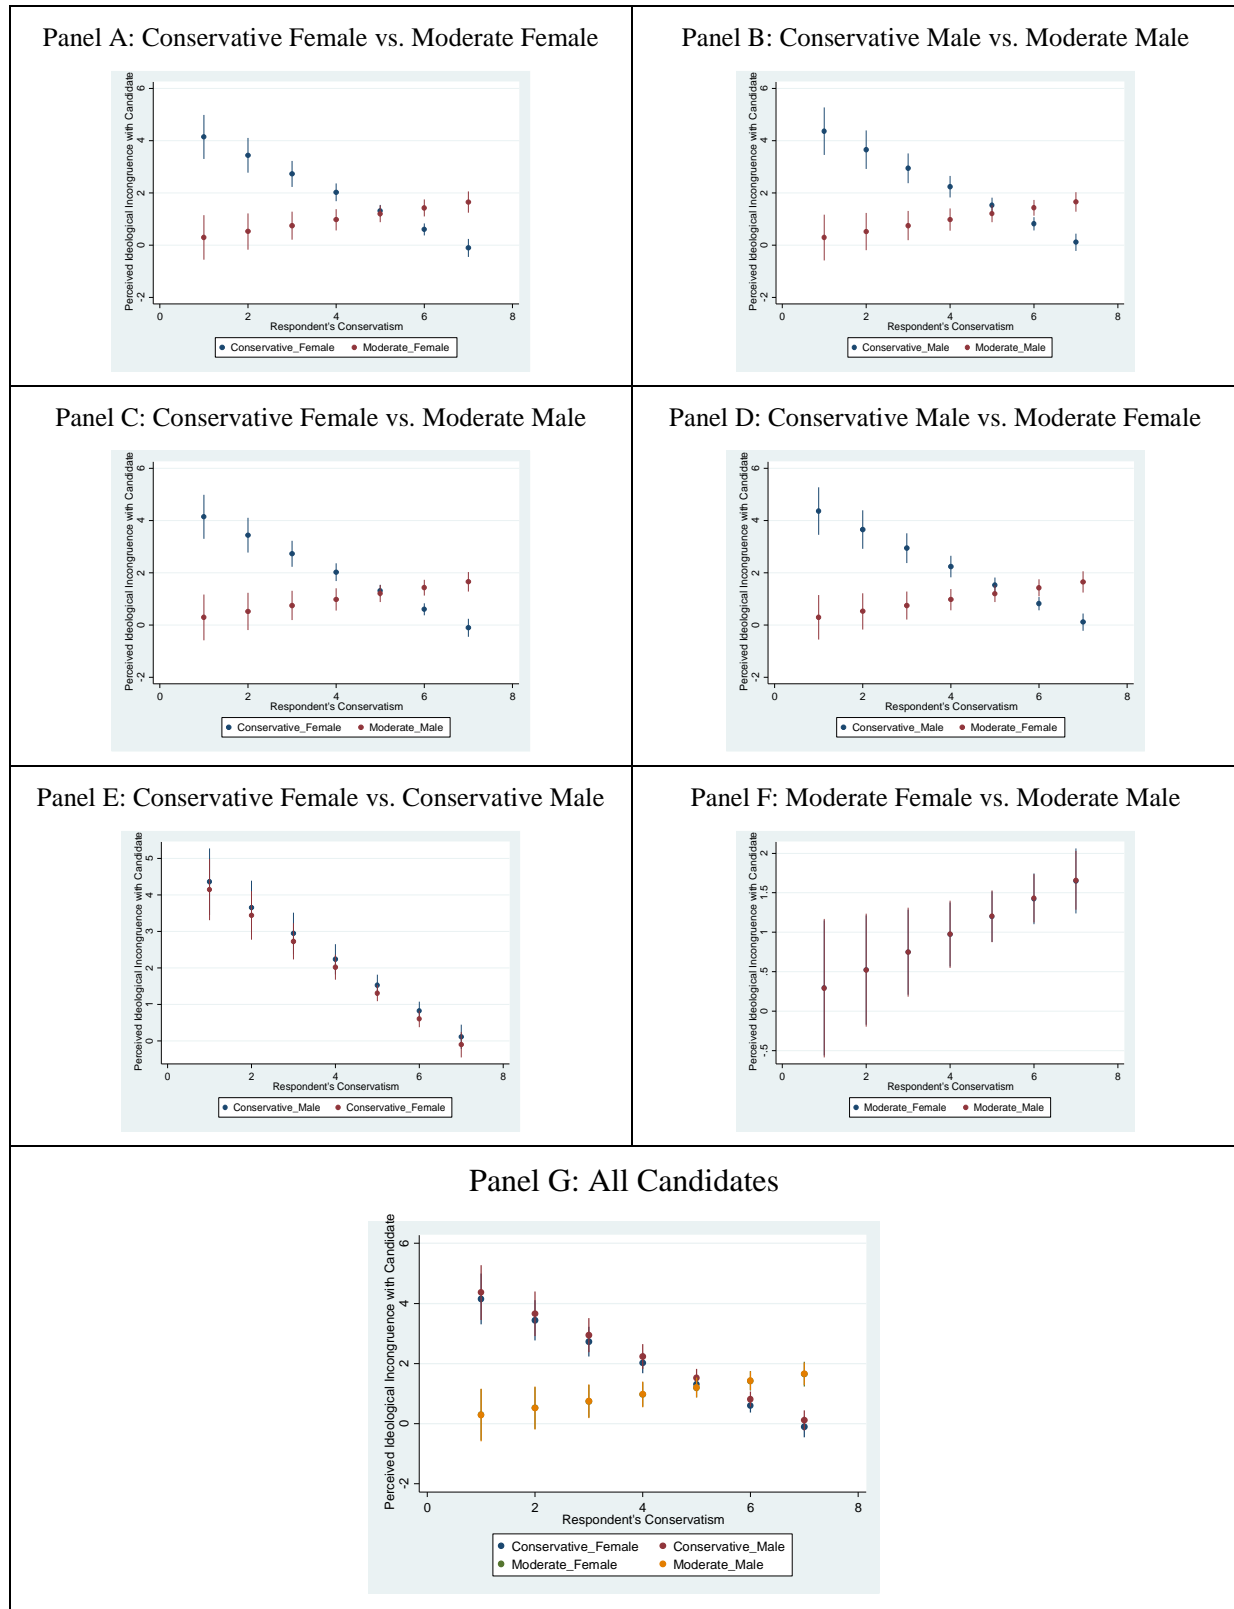 Panel A: Conservative Female vs. Moderate Female
Perceived Ideological Incongruence with Candidate
6
4
2
0
-2
0 2 4 6 8
Respondent's Conservatism
Conservative_Female Moderate_Female
Panel B: Conservative Male vs. Moderate Male
Perceived Ideological Incongruence with Candidate
6
4
2
0
-2
0 2 4 6 8
Respondent's Conservatism
Conservative_Male Moderate_Male
Panel C: Conservative Female vs. Moderate Male
Perceived Ideological Incongruence with Candidate
6
4
2
0
-2
0 2 4 6 8
Respondent's Conservatism
Conservative_Female Moderate_Male
Panel D: Conservative Male vs. Moderate Female
Perceived Ideological Incongruence with Candidate
6
4
2
0
-2
0 2 4 6 8
Respondent's Conservatism
Conservative_Male Moderate_Female
Panel E: Conservative Female vs. Conservative Male
Perceived Ideological Incongruence with Candidate
5
4
3
2
1
0
0 2 4 6 8
Respondent's Conservatism
Conservative_Male Conservative_Female
Panel F: Moderate Female vs. Moderate Male
Perceived Ideological Incongruence with Candidate
2
1.5
1
.5
0
-.5
0 2 4 6 8
Respondent's Conservatism
Moderate_Female Moderate_Male
Panel G: All Candidates
Perceived Ideological Incongruence with Candidate
6
4
2
0
-2
0 2 4 6 8
Respondent's Conservatism
Conservative_Female Conservative_Male
Moderate_Female Moderate_Male